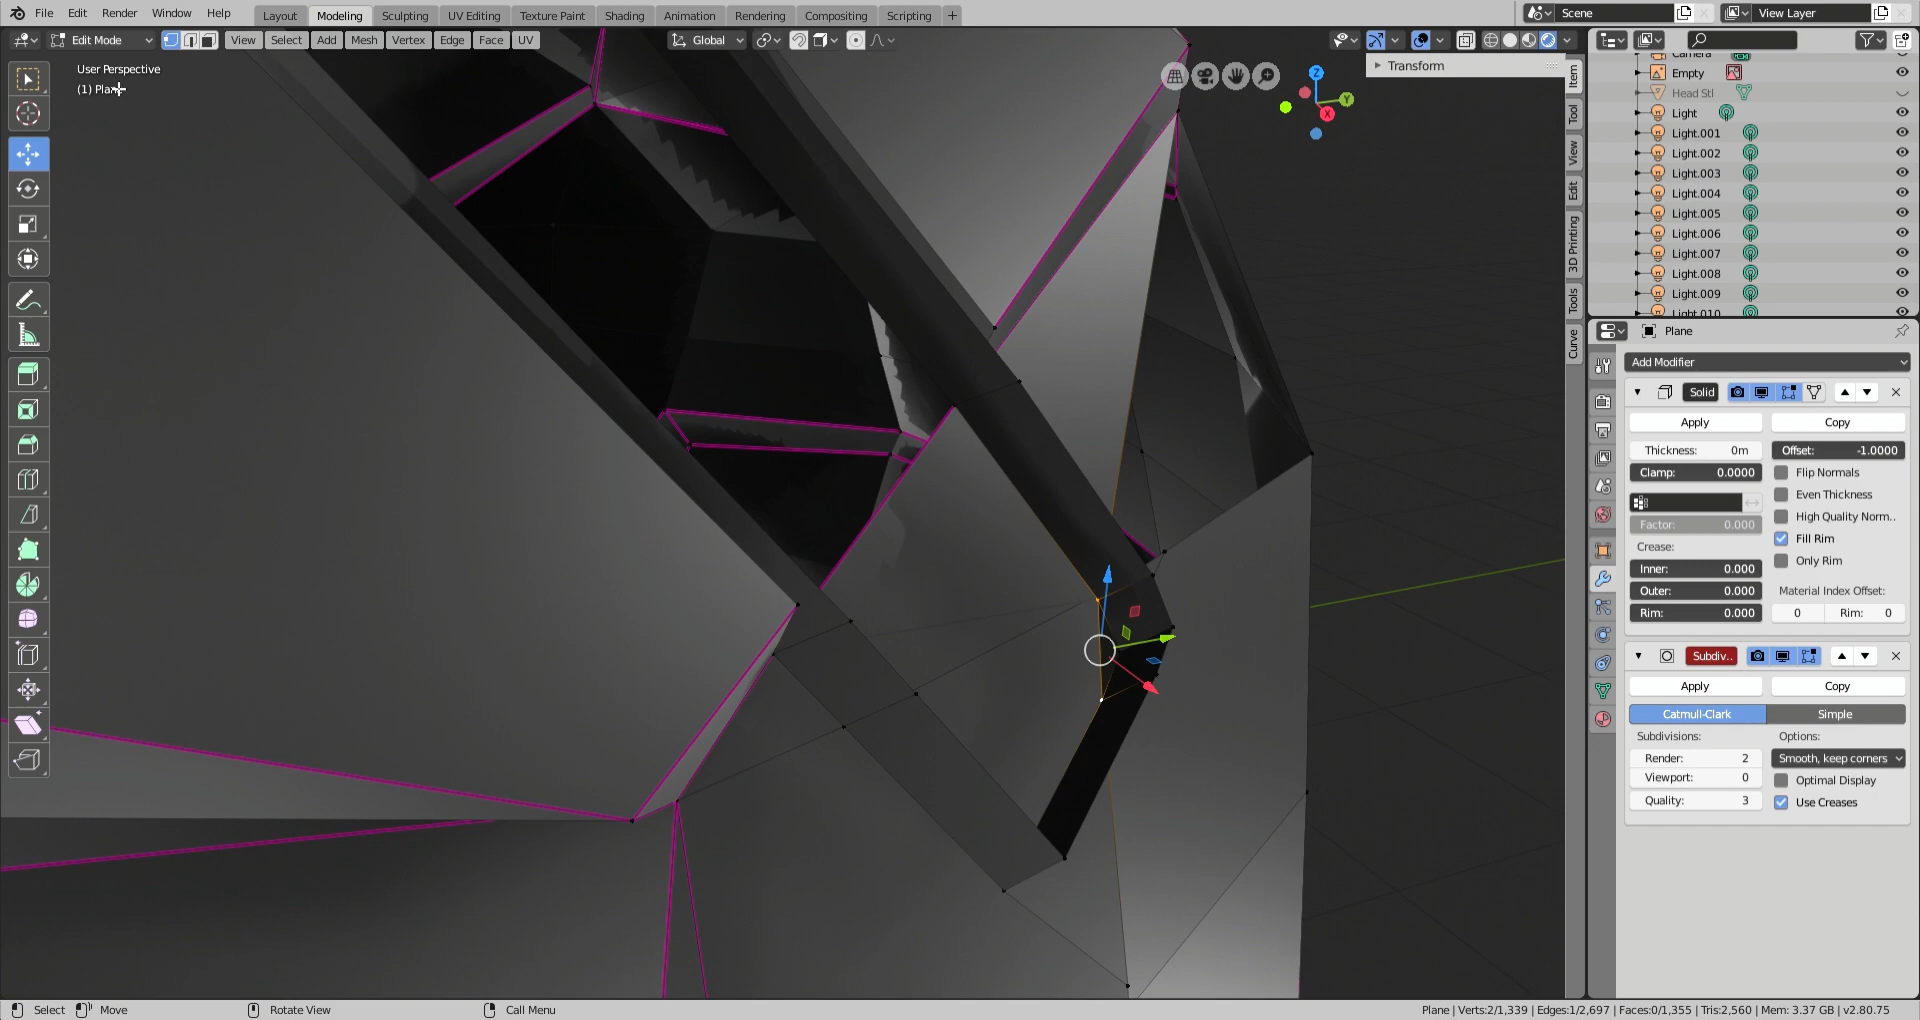 File Edit Render Window Help Layout Modeling Sculpting UV Editing Texture Paint Shading Animation Rendering Compositing Scripting + Scene View Layer
Edit Mode View Select Add Mesh Vertex Edge Face UV Global
User Perspective
(1) Plane
Transform
Item
Tool
View
Edit
3D Printing
Tools
Curve
Z
Y
X
Camera
Empty
Head Stl
Light
Light.001
Light.002
Light.003
Light.004
Light.005
Light.006
Light.007
Light.008
Light.009
Light.010
Plane
Add Modifier
Solid
Apply Copy
Thickness: 0m Offset: -1.0000
Clamp: 0.0000 Flip Normals
Even Thickness
High Quality Norm..
Factor: 0.000 Fill Rim
Crease: Only Rim
Inner: 0.000
Outer: 0.000 Material Index Offset:
Rim: 0.000 0 Rim: 0
Subdiv..
Apply Copy
Catmull-Clark Simple
Subdivisions: Options:
Render: 2 Smooth, keep corners
Viewport: 0 Optimal Display
Quality: 3 Use Creases
Select Move Rotate View Call Menu Plane | Verts:2/1,339 | Edges:1/2,697 | Faces:0/1,355 | Tris:2,560 | Mem: 3.37 GB | v2.80.75